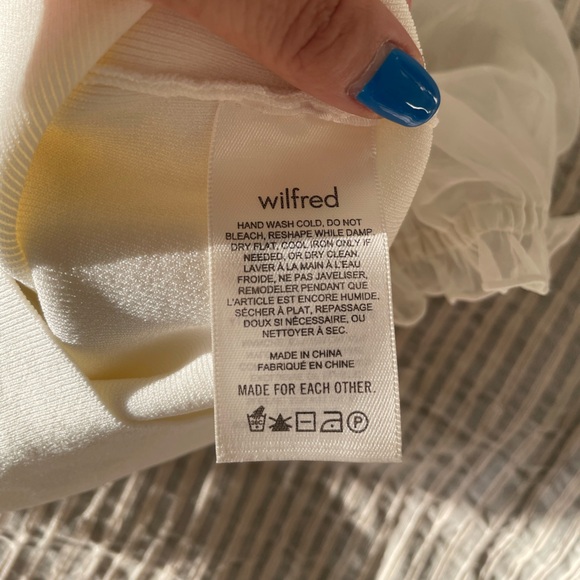 wilfred
HAND WASH COLD, DO NOT
BLEACH, RESHAPE WHILE DAMP,
DRY FLAT, COOL IRON ONLY IF
NEEDED, OR DRY CLEAN.
LAVER À LA MAIN À L'EAU
FROIDE, NE PAS JAVELISER,
REMODELER PENDANT QUE
L'ARTICLE EST ENCORE HUMIDE.
SÉCHER À PLAT, REPASSAGE
DOUX SI NÉCESSAIRE, OU
NETTOYER À SEC.
MADE IN CHINA
FABRIQUÉ EN CHINE
MADE FOR EACH OTHER.
P